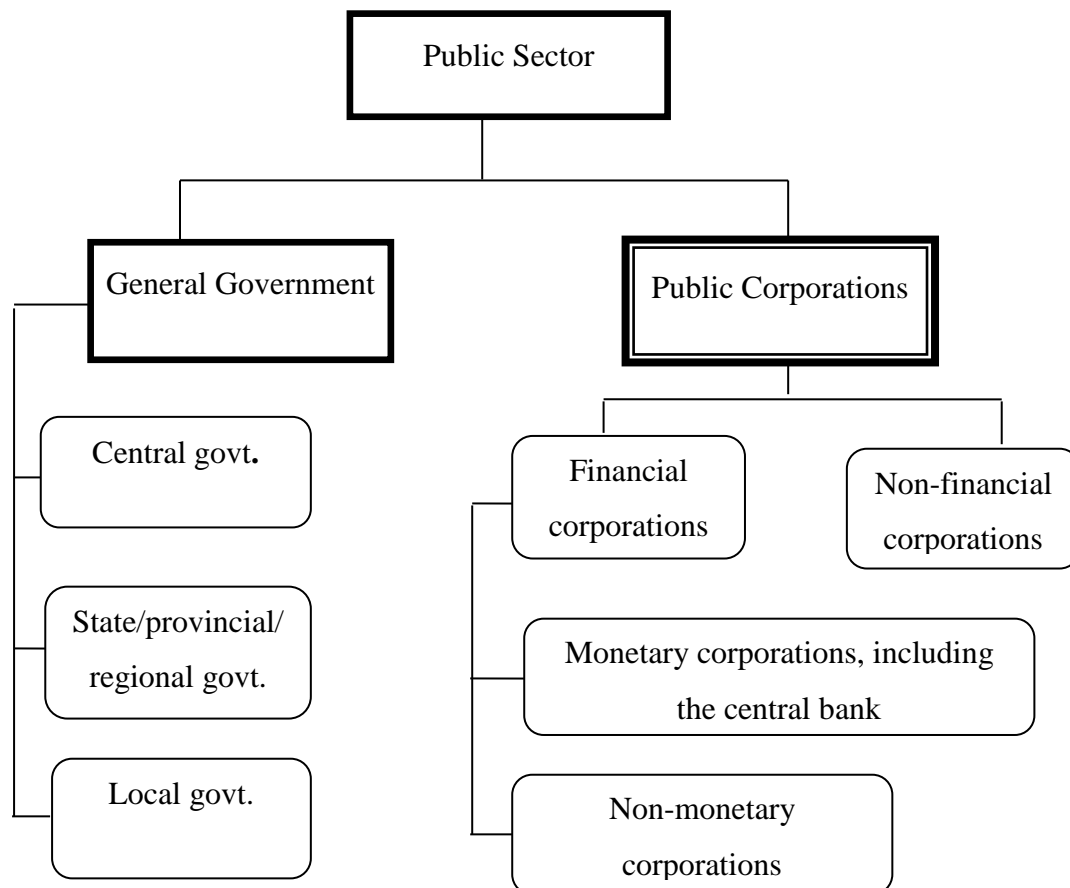 Public Sector
General Government
Public Corporations
Central govt.
State/provincial/
regional govt.
Local govt.
Financial
corporations
Non-financial
corporations
Monetary corporations, including
the central bank
Non-monetary
corporations